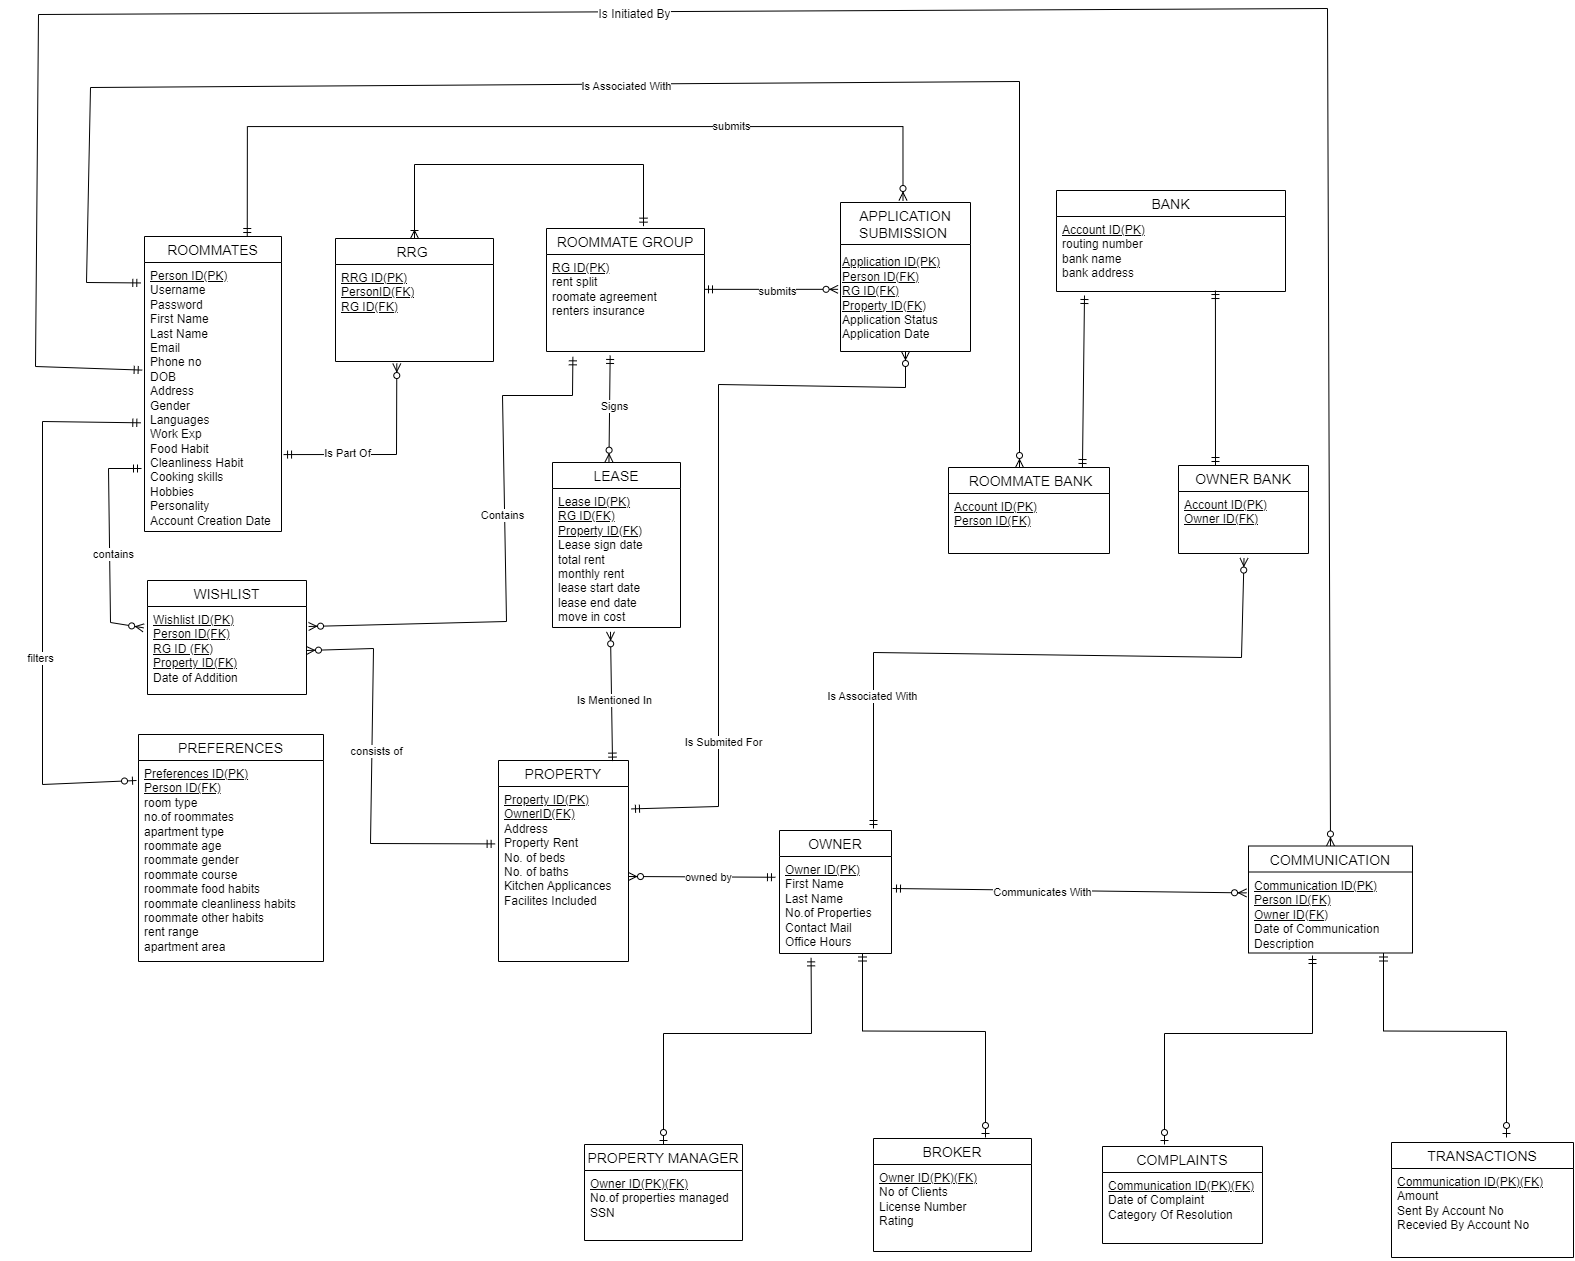 Is Initiated By
Is Associated With
submits
ROOMMATES
Person ID(PK)
Username
Password
First Name
Last Name
Email
Phone no
DOB
Address
Gender
Languages
Work Exp
Food Habit
Cleanliness Habit
Cooking skills
Hobbies
Personality
Account Creation Date
RRG
RRG ID(PK)
PersonID(FK)
RG ID(FK)
Is Part Of
ROOMMATE GROUP
RG ID(PK)
rent split
roomate agreement
renters insurance
submits
APPLICATION
SUBMISSION
Application ID(PK)
Person ID(FK)
RG ID(FK)
Property ID(FK)
Application Status
Application Date
BANK
Account ID(PK)
routing number
bank name
bank address
Signs
Contains
contains
filters
LEASE
Lease ID(PK)
RG ID(FK)
Property ID(FK)
Lease sign date
total rent
monthly rent
lease start date
lease end date
move in cost
ROOMMATE BANK
Account ID(PK)
Person ID(FK)
OWNER BANK
Account ID(PK)
Owner ID(FK)
WISHLIST
Wishlist ID(PK)
Person ID(FK)
RG ID (FK)
Property ID(FK)
Date of Addition
Is Mentioned In
Is Associated With
Is Submited For
consists of
PREFERENCES
Preferences ID(PK)
Person ID(FK)
room type
no.of roommates
apartment type
roommate age
roommate gender
roommate course
roommate food habits
roommate cleanliness habits
roommate other habits
rent range
apartment area
PROPERTY
Property ID(PK)
OwnerID(FK)
Address
Property Rent
No. of beds
No. of baths
Kitchen Applicances
Facilites Included
owned by
OWNER
Owner ID(PK)
First Name
Last Name
No.of Properties
Contact Mail
Office Hours
Communicates With
COMMUNICATION
Communication ID(PK)
Person ID(FK)
Owner ID(FK)
Date of Communication
Description
PROPERTY MANAGER
Owner ID(PK)(FK)
No.of properties managed
SSN
BROKER
Owner ID(PK)(FK)
No of Clients
License Number
Rating
COMPLAINTS
Communication ID(PK)(FK)
Date of Complaint
Category Of Resolution
TRANSACTIONS
Communication ID(PK)(FK)
Amount
Sent By Account No
Recevied By Account No